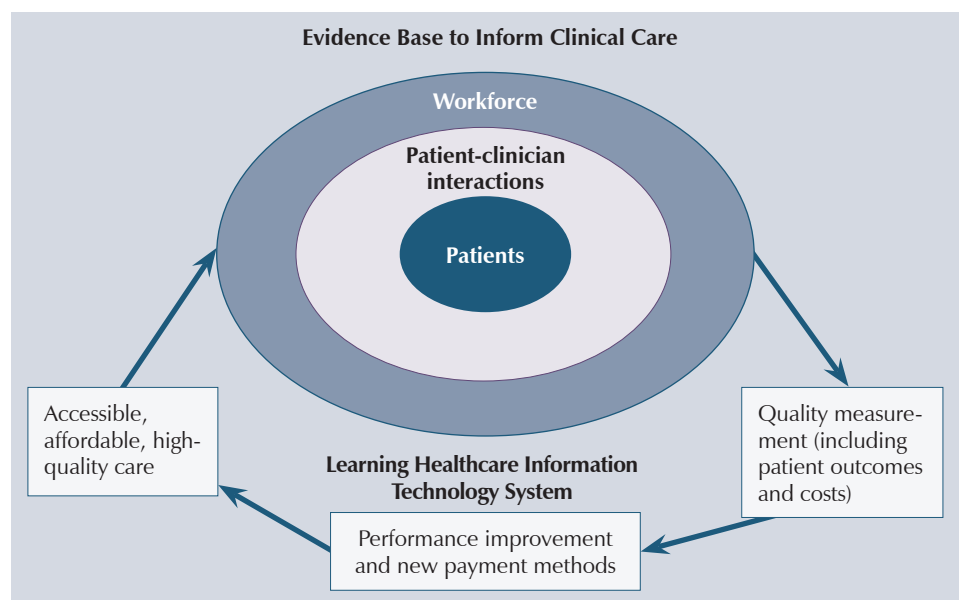 Evidence Base to Inform Clinical Care
Workforce
Patient-clinician
interactions
Patients
Accessible,
affordable, high-
quality care
Quality measure-
ment (including
patient outcomes
and costs)
Learning Healthcare Information
Technology System
Performance improvement
and new payment methods